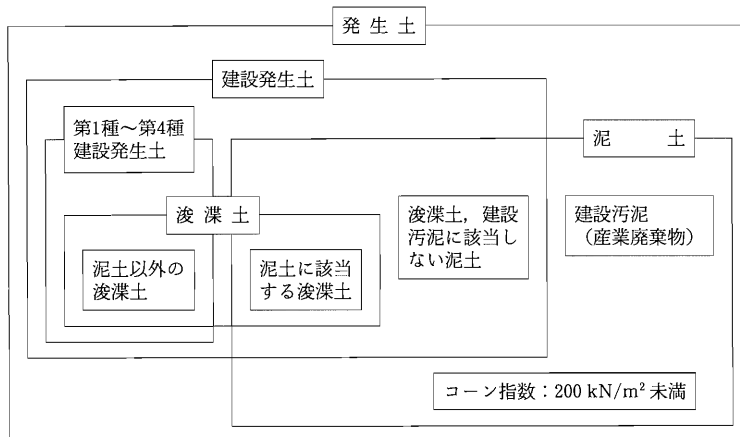 発 生 土
建設発生土
第1種～第4種
建設発生土
泥 土
浚 渫 土
浚渫土，建設
汚泥に該当し
ない泥土
建設汚泥
（産業廃棄物）
泥土以外の
浚渫土
泥土に該当
する浚渫土
コーン指数：200 kN/m² 未満